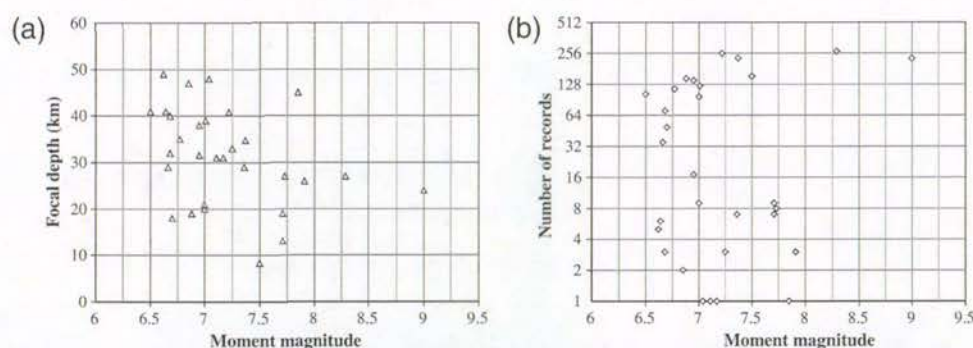 (a)
60
50
40
30
20
10
0
Focal depth (km)
6 6.5 7 7.5 8 8.5 9 9.5
Moment magnitude
(b)
512
256
128
64
32
16
8
4
2
1
Number of records
6 6.5 7 7.5 8 8.5 9 9.5
Moment magnitude